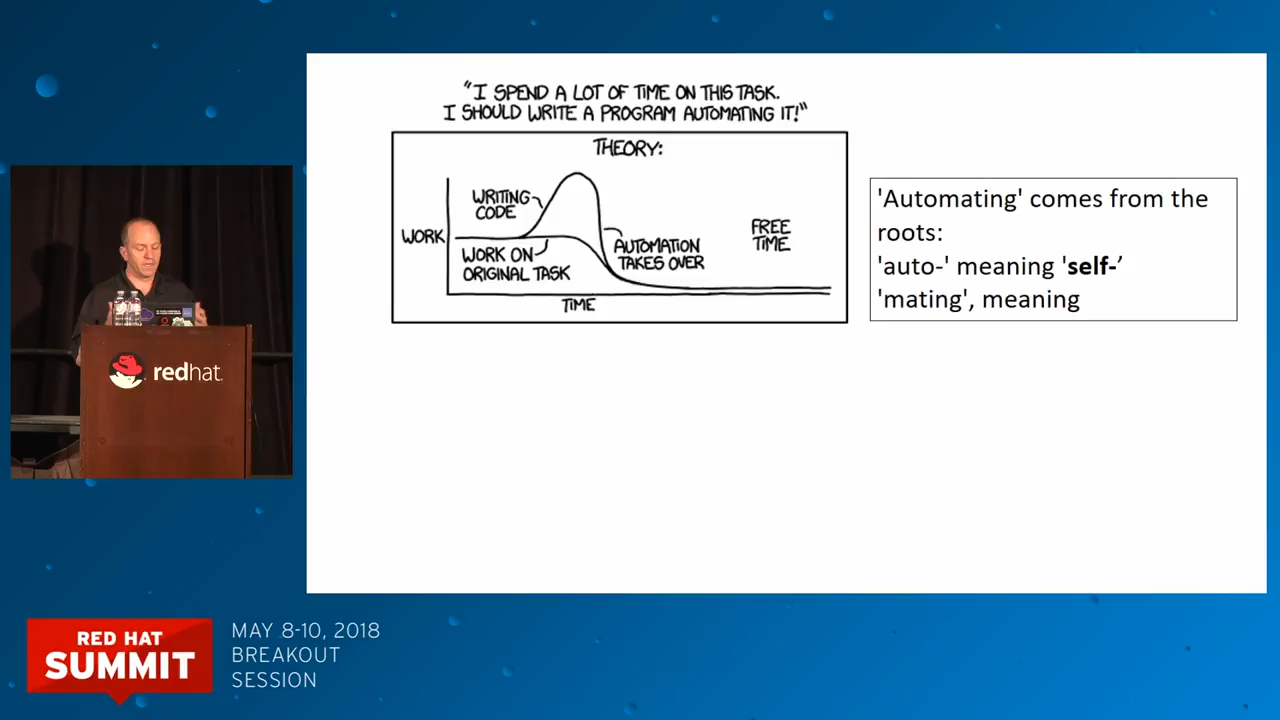 "I SPEND A LOT OF TIME ON THIS TASK.
I SHOULD WRITE A PROGRAM AUTOMATING IT!"
THEORY:
WRITING
CODE
WORK
WORK ON
ORIGINAL TASK
AUTOMATION
TAKES OVER
FREE
TIME
TIME
'Automating' comes from the
roots:
'auto-' meaning 'self-’
'mating', meaning
redhat.
RED HAT
SUMMIT
MAY 8-10, 2018
BREAKOUT
SESSION